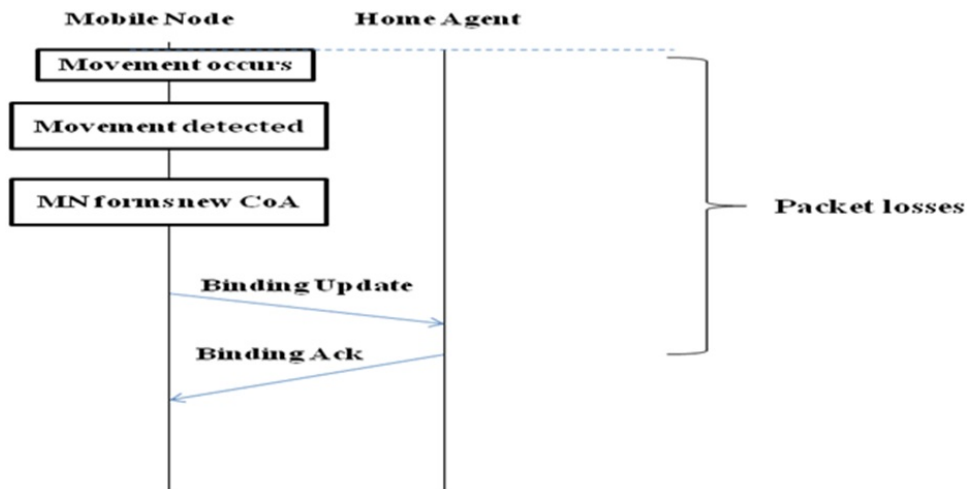 Mobile Node
Home Agent
Movement occurs
Movement detected
MN forms new CoA
Packet losses
Binding Update
Binding Ack